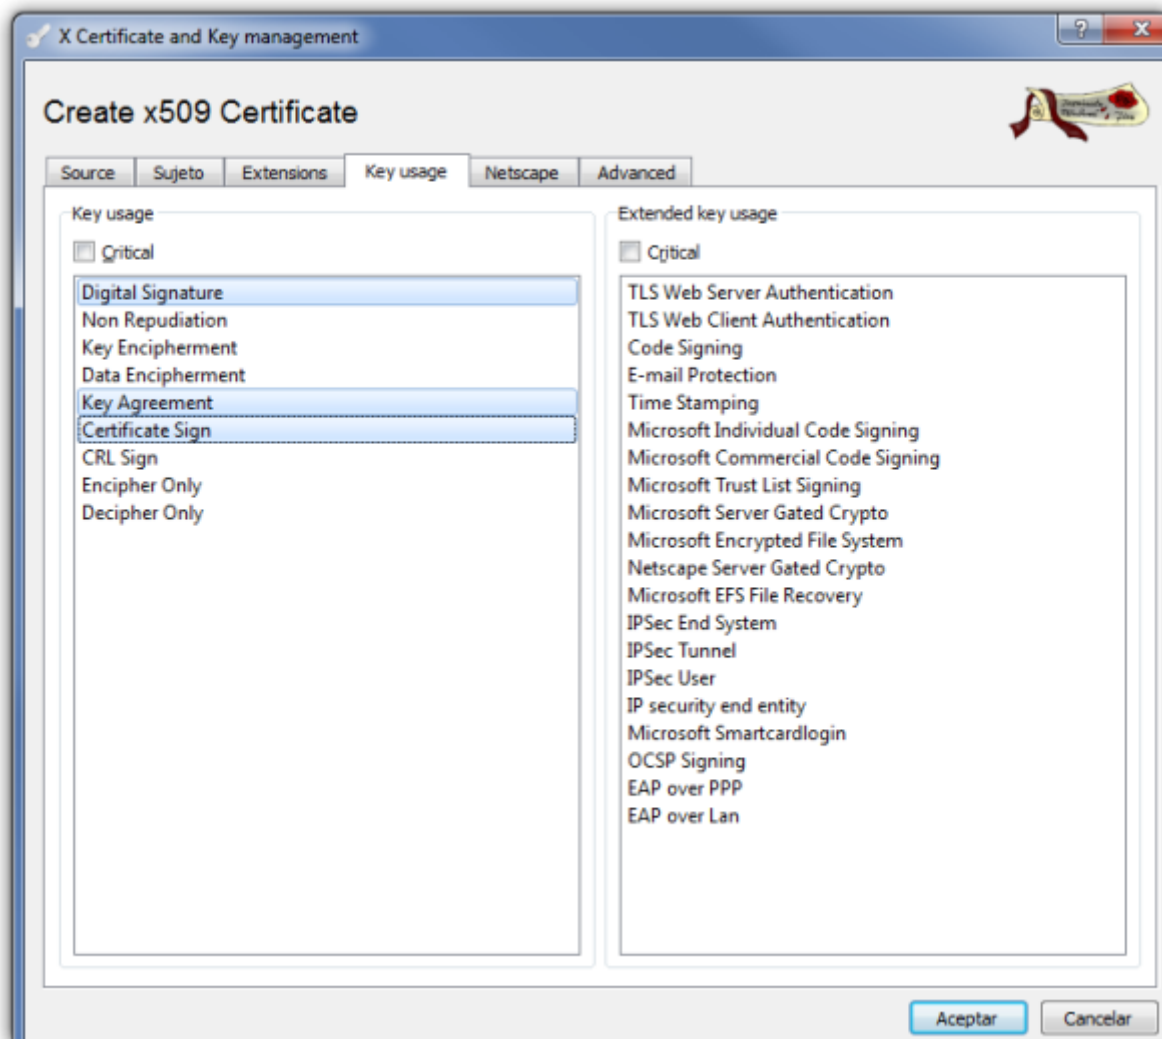 X Certificate and Key management
Create x509 Certificate
Source Sujeto Extensions Key usage Netscape Advanced
Key usage
Critical
Digital Signature
Non Repudiation
Key Encipherment
Data Encipherment
Key Agreement
Certificate Sign
CRL Sign
Encipher Only
Decipher Only
Extended key usage
Critical
TLS Web Server Authentication
TLS Web Client Authentication
Code Signing
E-mail Protection
Time Stamping
Microsoft Individual Code Signing
Microsoft Commercial Code Signing
Microsoft Trust List Signing
Microsoft Server Gated Crypto
Microsoft Encrypted File System
Netscape Server Gated Crypto
Microsoft EFS File Recovery
IPSec End System
IPSec Tunnel
IPSec User
IP security end entity
Microsoft Smartcardlogin
OCSP Signing
EAP over PPP
EAP over Lan
Aceptar Cancelar